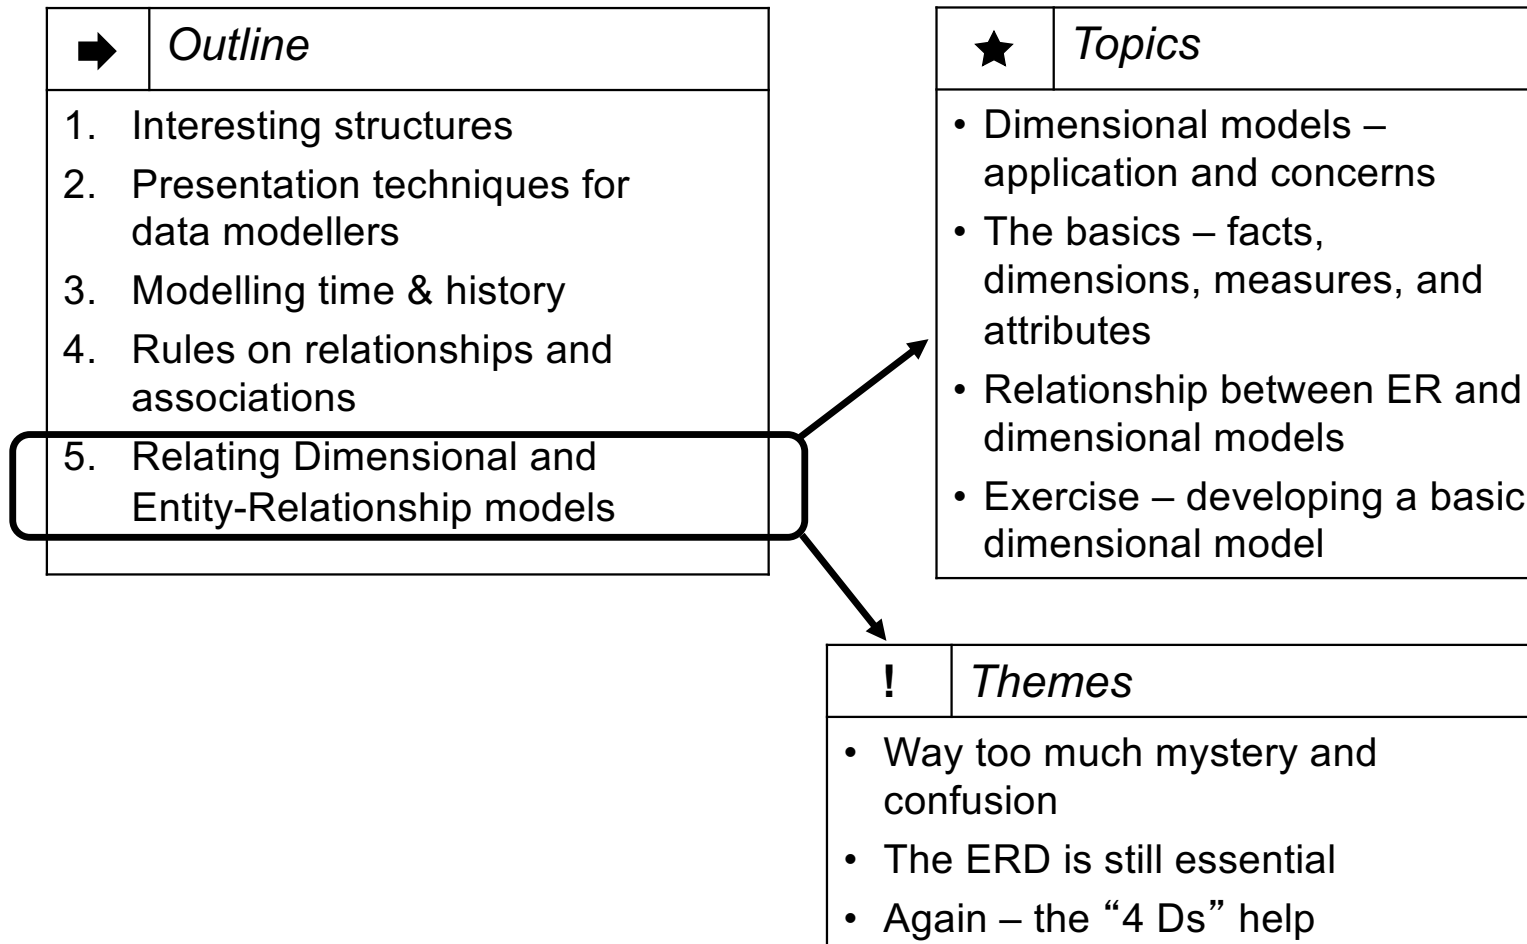 Outline
1. Interesting structures
2. Presentation techniques for
data modellers
3. Modelling time & history
4. Rules on relationships and
associations
5. Relating Dimensional and
Entity-Relationship models
Topics
• Dimensional models –
application and concerns
• The basics – facts,
dimensions, measures, and
attributes
• Relationship between ER and
dimensional models
• Exercise – developing a basic
dimensional model
! Themes
• Way too much mystery and
confusion
• The ERD is still essential
• Again – the “4 Ds” help